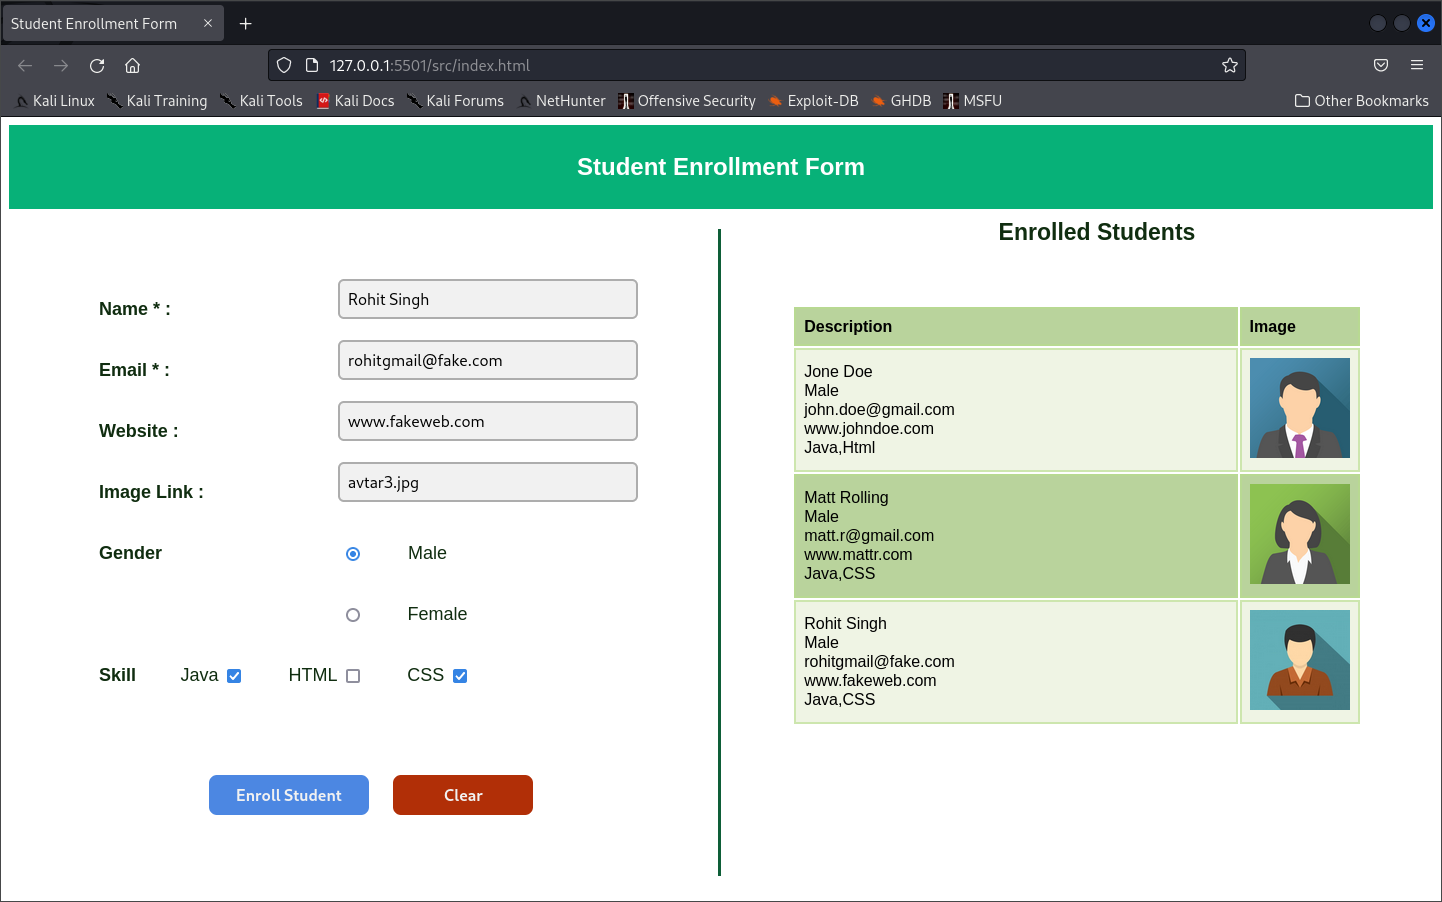 Student Enrollment Form
127.0.0.1:5501/src/index.html
Kali Linux Kali Training Kali Tools Kali Docs Kali Forums NetHunter Offensive Security Exploit-DB GHDB MSFU Other Bookmarks
Student Enrollment Form
Name * :
Rohit Singh
Email * :
rohitgmail@fake.com
Website :
www.fakeweb.com
Image Link :
avtar3.jpg
Gender
Male
Female
Skill Java HTML CSS
Enroll Student Clear
Enrolled Students
Description Image
Jone Doe
Male
john.doe@gmail.com
www.johndoe.com
Java,Html
Matt Rolling
Male
matt.r@gmail.com
www.mattr.com
Java,CSS
Rohit Singh
Male
rohitgmail@fake.com
www.fakeweb.com
Java,CSS